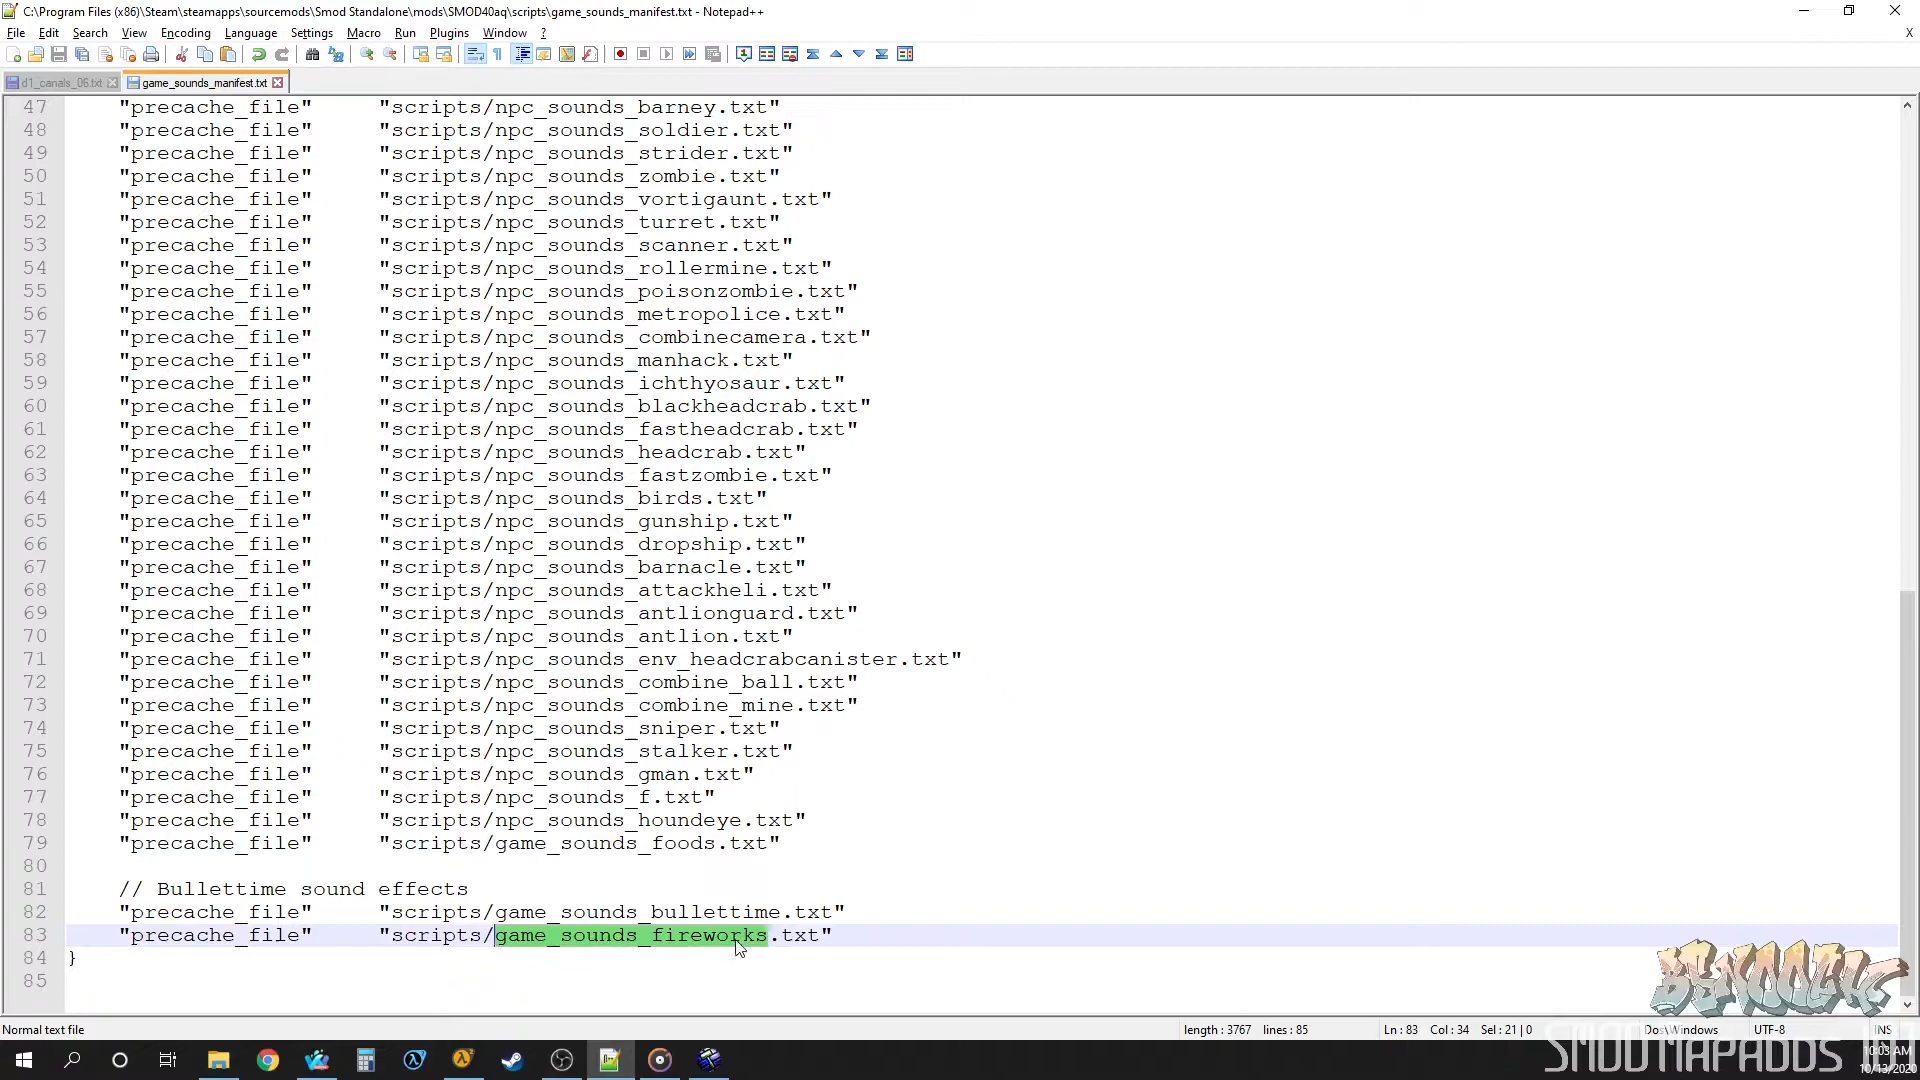 C:\Program Files (x86)\Steam\steamapps\sourcemods\Smod Standalone\mods\SMOD40aq\scripts\game_sounds_manifest.txt - Notepad++
File Edit Search View Encoding Language Settings Macro Run Plugins Window ? X
d1_canals_06.txt game_sounds_manifest.txt
47 "precache_file" "scripts/npc_sounds_barney.txt"
48 "precache_file" "scripts/npc_sounds_soldier.txt"
49 "precache_file" "scripts/npc_sounds_strider.txt"
50 "precache_file" "scripts/npc_sounds_zombie.txt"
51 "precache_file" "scripts/npc_sounds_vortigaunt.txt"
52 "precache_file" "scripts/npc_sounds_turret.txt"
53 "precache_file" "scripts/npc_sounds_scanner.txt"
54 "precache_file" "scripts/npc_sounds_rollermine.txt"
55 "precache_file" "scripts/npc_sounds_poisonzombie.txt"
56 "precache_file" "scripts/npc_sounds_metropolice.txt"
57 "precache_file" "scripts/npc_sounds_combinecamera.txt"
58 "precache_file" "scripts/npc_sounds_manhack.txt"
59 "precache_file" "scripts/npc_sounds_ichthyosaur.txt"
60 "precache_file" "scripts/npc_sounds_blackheadcrab.txt"
61 "precache_file" "scripts/npc_sounds_fastheadcrab.txt"
62 "precache_file" "scripts/npc_sounds_headcrab.txt"
63 "precache_file" "scripts/npc_sounds_fastzombie.txt"
64 "precache_file" "scripts/npc_sounds_birds.txt"
65 "precache_file" "scripts/npc_sounds_gunship.txt"
66 "precache_file" "scripts/npc_sounds_dropship.txt"
67 "precache_file" "scripts/npc_sounds_barnacle.txt"
68 "precache_file" "scripts/npc_sounds_attackheli.txt"
69 "precache_file" "scripts/npc_sounds_antlionguard.txt"
70 "precache_file" "scripts/npc_sounds_antlion.txt"
71 "precache_file" "scripts/npc_sounds_env_headcrabcanister.txt"
72 "precache_file" "scripts/npc_sounds_combine_ball.txt"
73 "precache_file" "scripts/npc_sounds_combine_mine.txt"
74 "precache_file" "scripts/npc_sounds_sniper.txt"
75 "precache_file" "scripts/npc_sounds_stalker.txt"
76 "precache_file" "scripts/npc_sounds_gman.txt"
77 "precache_file" "scripts/npc_sounds_f.txt"
78 "precache_file" "scripts/npc_sounds_houndeye.txt"
79 "precache_file" "scripts/game_sounds_foods.txt"
80
81 // Bullettime sound effects
82 "precache_file" "scripts/game_sounds_bullettime.txt"
83 "precache_file" "scripts/game_sounds_fireworks.txt"
84 }
85
Normal text file length : 3767 lines : 85 Ln : 83 Col : 34 Sel : 21 | 0 Dos\Windows UTF-8 INS
10:03 AM
10/13/2020